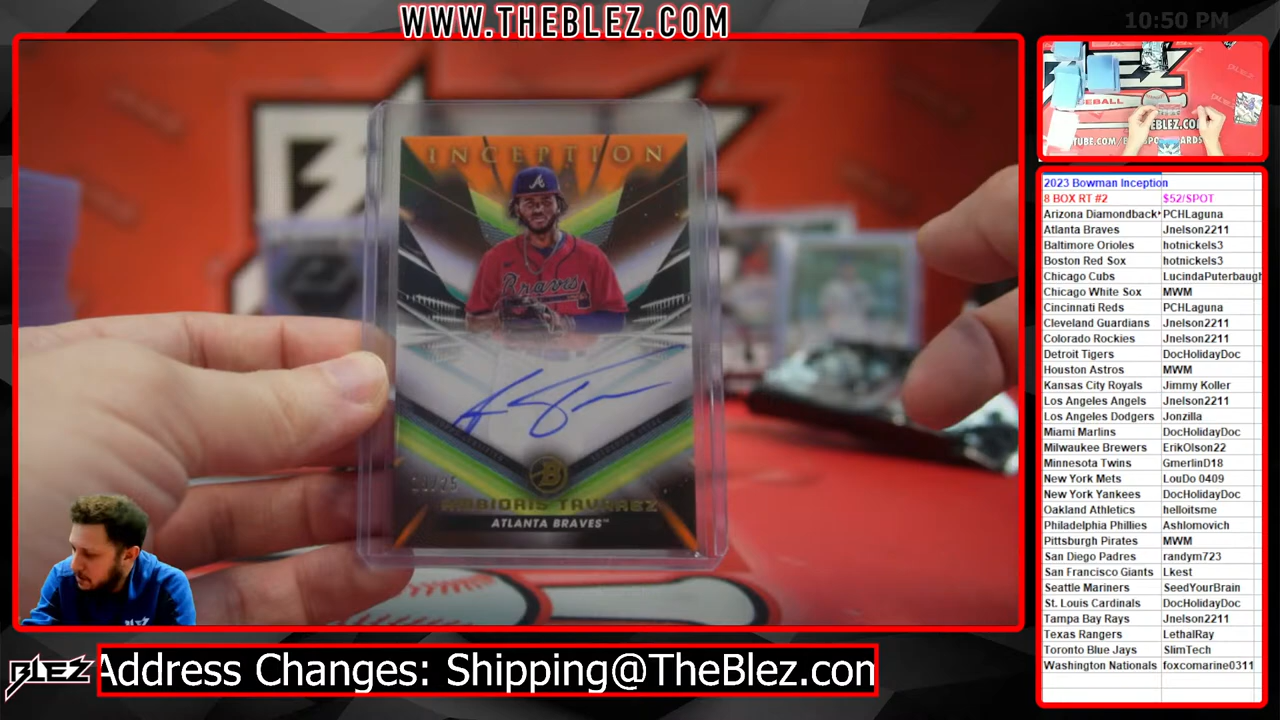 WWW.THEBLEZ.COM
10:50 PM
INCEPTION
Braves
B
AMBIORIS TAVAREZ
ATLANTA BRAVES™
BLEZ
Address Changes: Shipping@TheBlez.com
BASEBALL
2023 Bowman Inception
8 BOX RT #2 $52/SPOT
Arizona Diamondback PCHLaguna
Atlanta Braves Jnelson2211
Baltimore Orioles hotnickels3
Boston Red Sox hotnickels3
Chicago Cubs LucindaPuterbaugh
Chicago White Sox MWM
Cincinnati Reds PCHLaguna
Cleveland Guardians Jnelson2211
Colorado Rockies Jnelson2211
Detroit Tigers DocHolidayDoc
Houston Astros MWM
Kansas City Royals Jimmy Koller
Los Angeles Angels Jnelson2211
Los Angeles Dodgers Jonzilla
Miami Marlins DocHolidayDoc
Milwaukee Brewers ErikOlson22
Minnesota Twins GmerlinD18
New York Mets LouDo 0409
New York Yankees DocHolidayDoc
Oakland Athletics helloitsme
Philadelphia Phillies Ashlomovich
Pittsburgh Pirates MWM
San Diego Padres randym723
San Francisco Giants Lkest
Seattle Mariners SeedYourBrain
St. Louis Cardinals DocHolidayDoc
Tampa Bay Rays Jnelson2211
Texas Rangers LethalRay
Toronto Blue Jays SlimTech
Washington Nationals foxcomarine0311